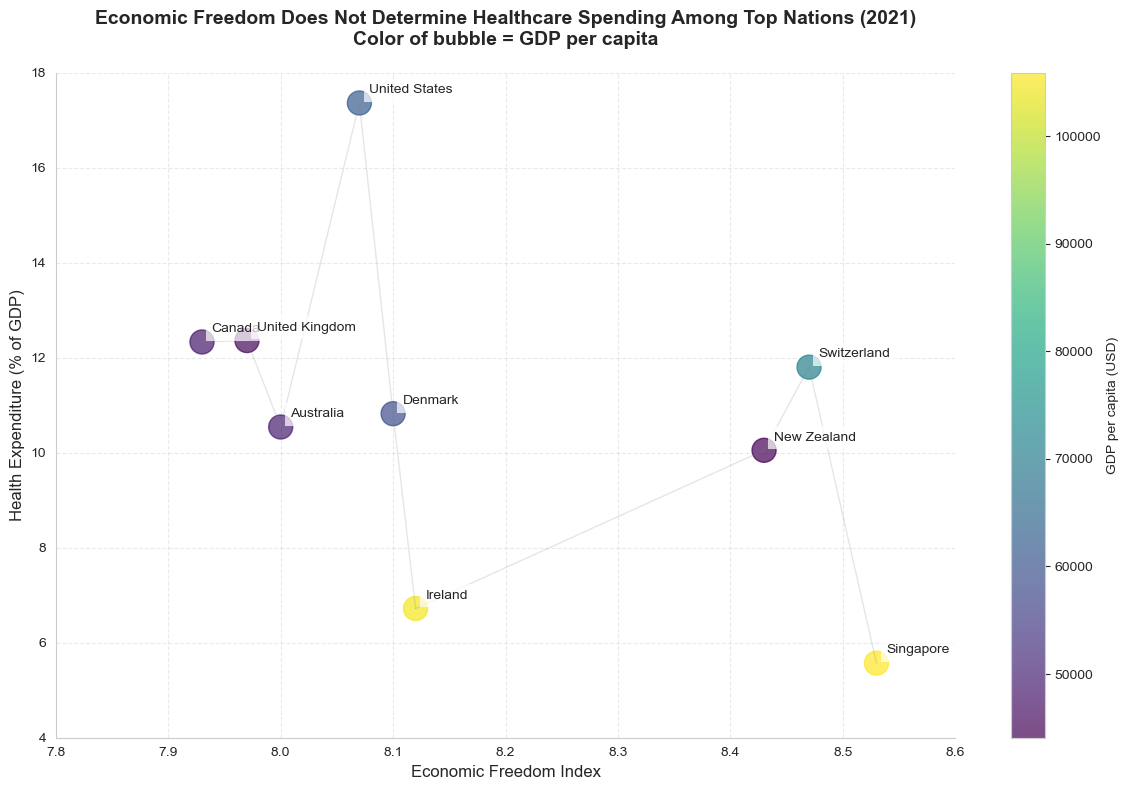 Economic Freedom Does Not Determine Healthcare Spending Among Top Nations (2021)
Color of bubble = GDP per capita
Health Expenditure (% of GDP)
18
16
14
12
10
8
6
4
United States
Canada
United Kingdom
Australia
Denmark
Ireland
Switzerland
New Zealand
Singapore
7.8
7.9
8.0
8.1
8.2
8.3
8.4
8.5
8.6
Economic Freedom Index
100000
90000
80000
70000
60000
50000
GDP per capita (USD)